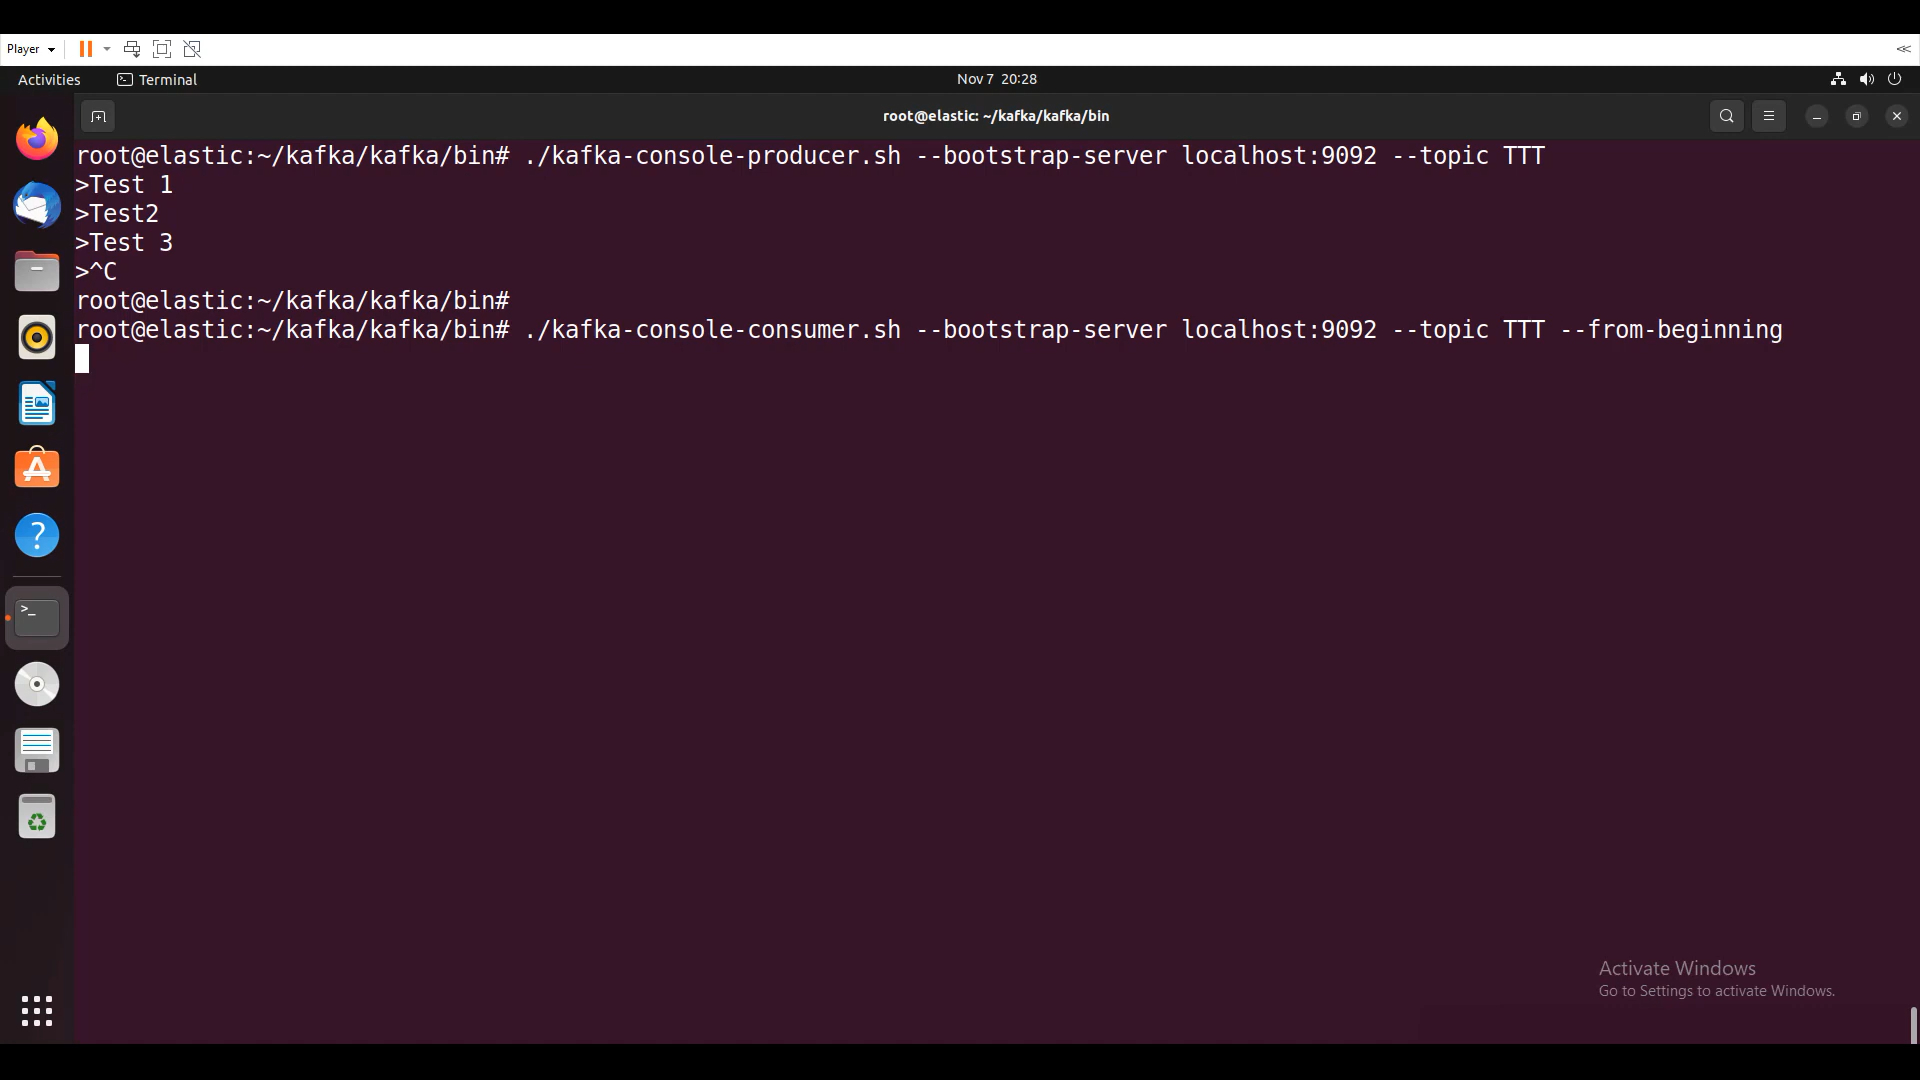 Player
Activities
Terminal
Nov 7 20:28
root@elastic: ~/kafka/kafka/bin
root@elastic:~/kafka/kafka/bin# ./kafka-console-producer.sh --bootstrap-server localhost:9092 --topic TTT
>Test 1
>Test2
>Test 3
>^C
root@elastic:~/kafka/kafka/bin#
root@elastic:~/kafka/kafka/bin# ./kafka-console-consumer.sh --bootstrap-server localhost:9092 --topic TTT --from-beginning
Activate Windows
Go to Settings to activate Windows.